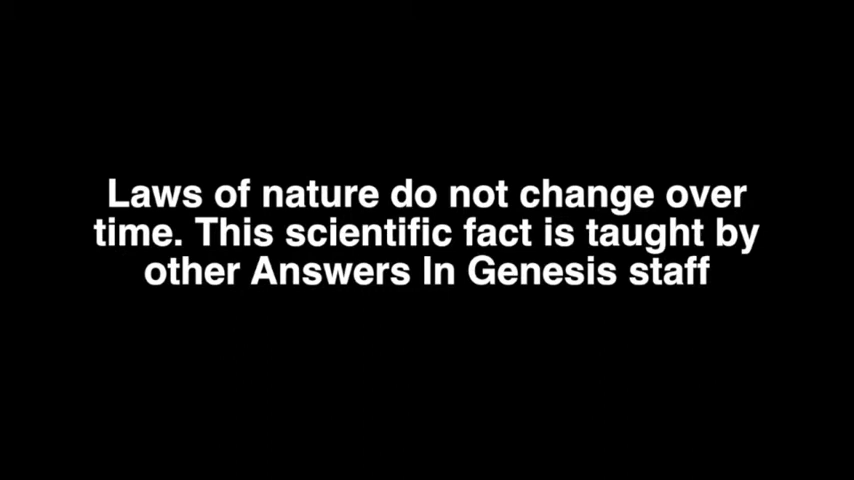 Laws of nature do not change over
time. This scientific fact is taught by
other Answers In Genesis staff